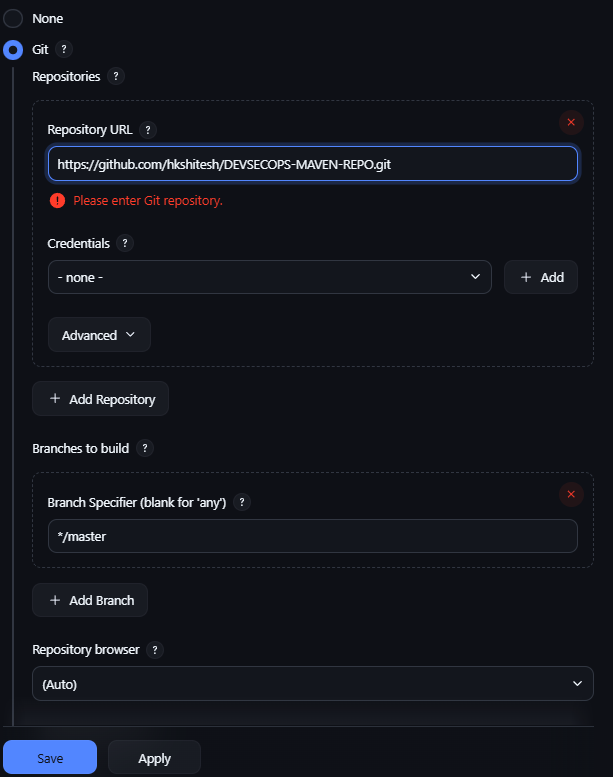 None
Git ?
Repositories ?
Repository URL ?
https://github.com/hkshitesh/DEVSECOPS-MAVEN-REPO.git
Please enter Git repository.
Credentials ?
- none -
+ Add
Advanced
+ Add Repository
Branches to build ?
Branch Specifier (blank for 'any') ?
*/master
+ Add Branch
Repository browser ?
(Auto)
Save
Apply